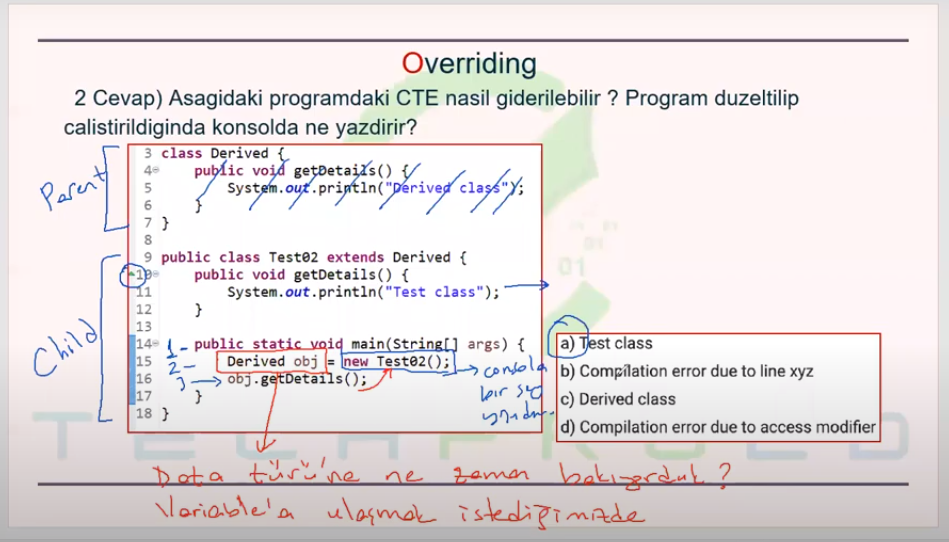 Overriding
2 Cevap) Asagidaki programdaki CTE nasil giderilebilir ? Program duzeltilip
calistirildiginda konsolda ne yazdirir?
Parent
3 class Derived {
4 public void getDetails() {
5 System.out.println("Derived class");
6 }
7 }
8
Child
9 public class Test02 extends Derived {
10 public void getDetails() {
11 System.out.println("Test class");
12 }
13
14 1- public static void main(String[] args) {
15 2- Derived obj = new Test02();
16 3 obj.getDetails();
17 }
18 }
consola
bir şey
a) Test class
b) Compilation error due to line xyz
c) Derived class
d) Compilation error due to access modifier
Data türü'ne ne zaman bakıyorduk?
Variable'a ulaşmak istediğimizde